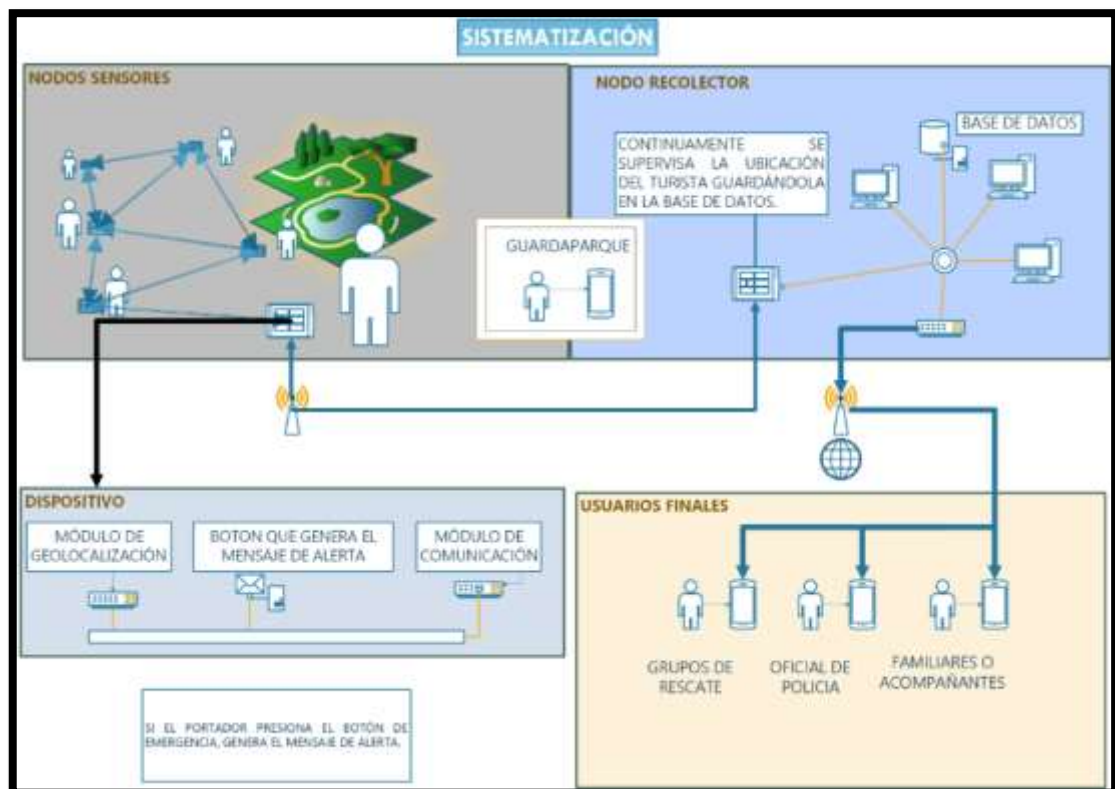 SISTEMATIZACIÓN
NODOS SENSORES
NODO RECOLECTOR
BASE DE DATOS
CONTINUAMENTE SE
SUPERVISA LA UBICACIÓN
DEL TURISTA GUARDÁNDOLA
EN LA BASE DE DATOS.
GUARDAPARQUE
DISPOSITIVO
MÓDULO DE
GEOLOCALIZACIÓN
BOTON QUE GENERA EL
MENSAJE DE ALERTA
MÓDULO DE
COMUNICACIÓN
USUARIOS FINALES
GRUPOS DE
RESCATE
OFICIAL DE
POLICIA
FAMILIARES O
ACOMPAÑANTES
SI EL PORTADOR PRESIONA EL BOTÓN DE
EMERGENCIA, GENERA EL MENSAJE DE ALERTA.